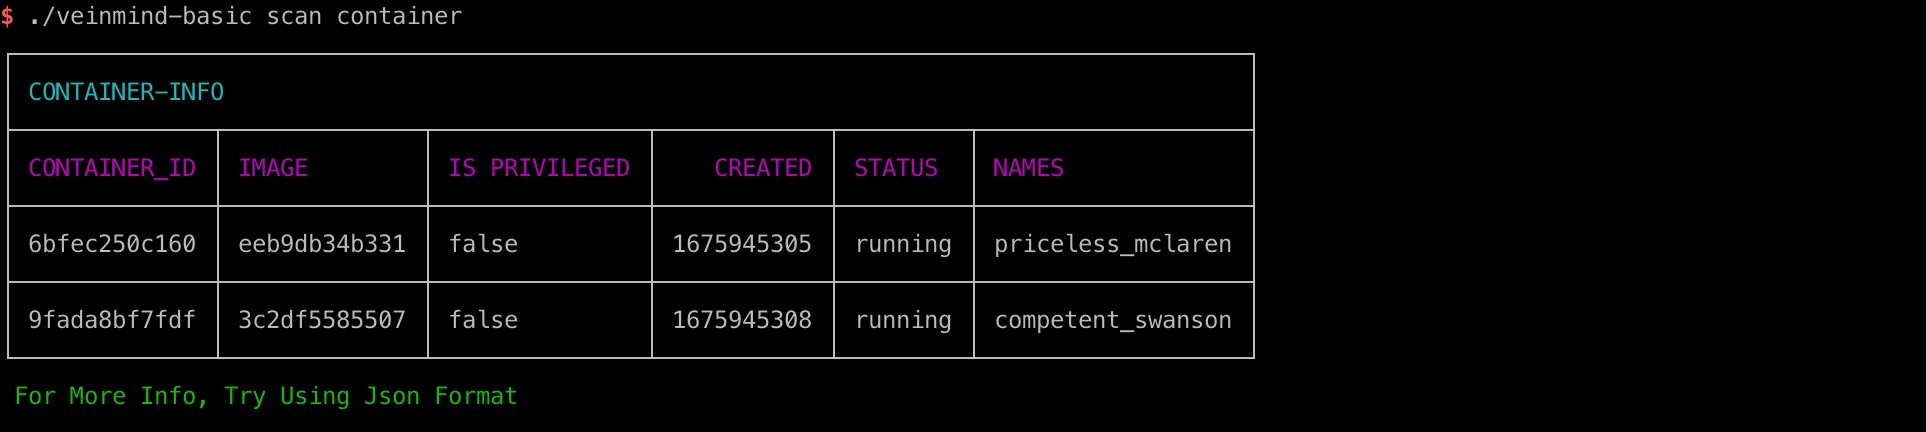 $ ./veinmind-basic scan container
CONTAINER-INFO
CONTAINER_ID IMAGE IS PRIVILEGED CREATED STATUS NAMES
6bfec250c160 eeb9db34b331 false 1675945305 running priceless_mclaren
9fada8bf7fdf 3c2df5585507 false 1675945308 running competent_swanson
For More Info, Try Using Json Format